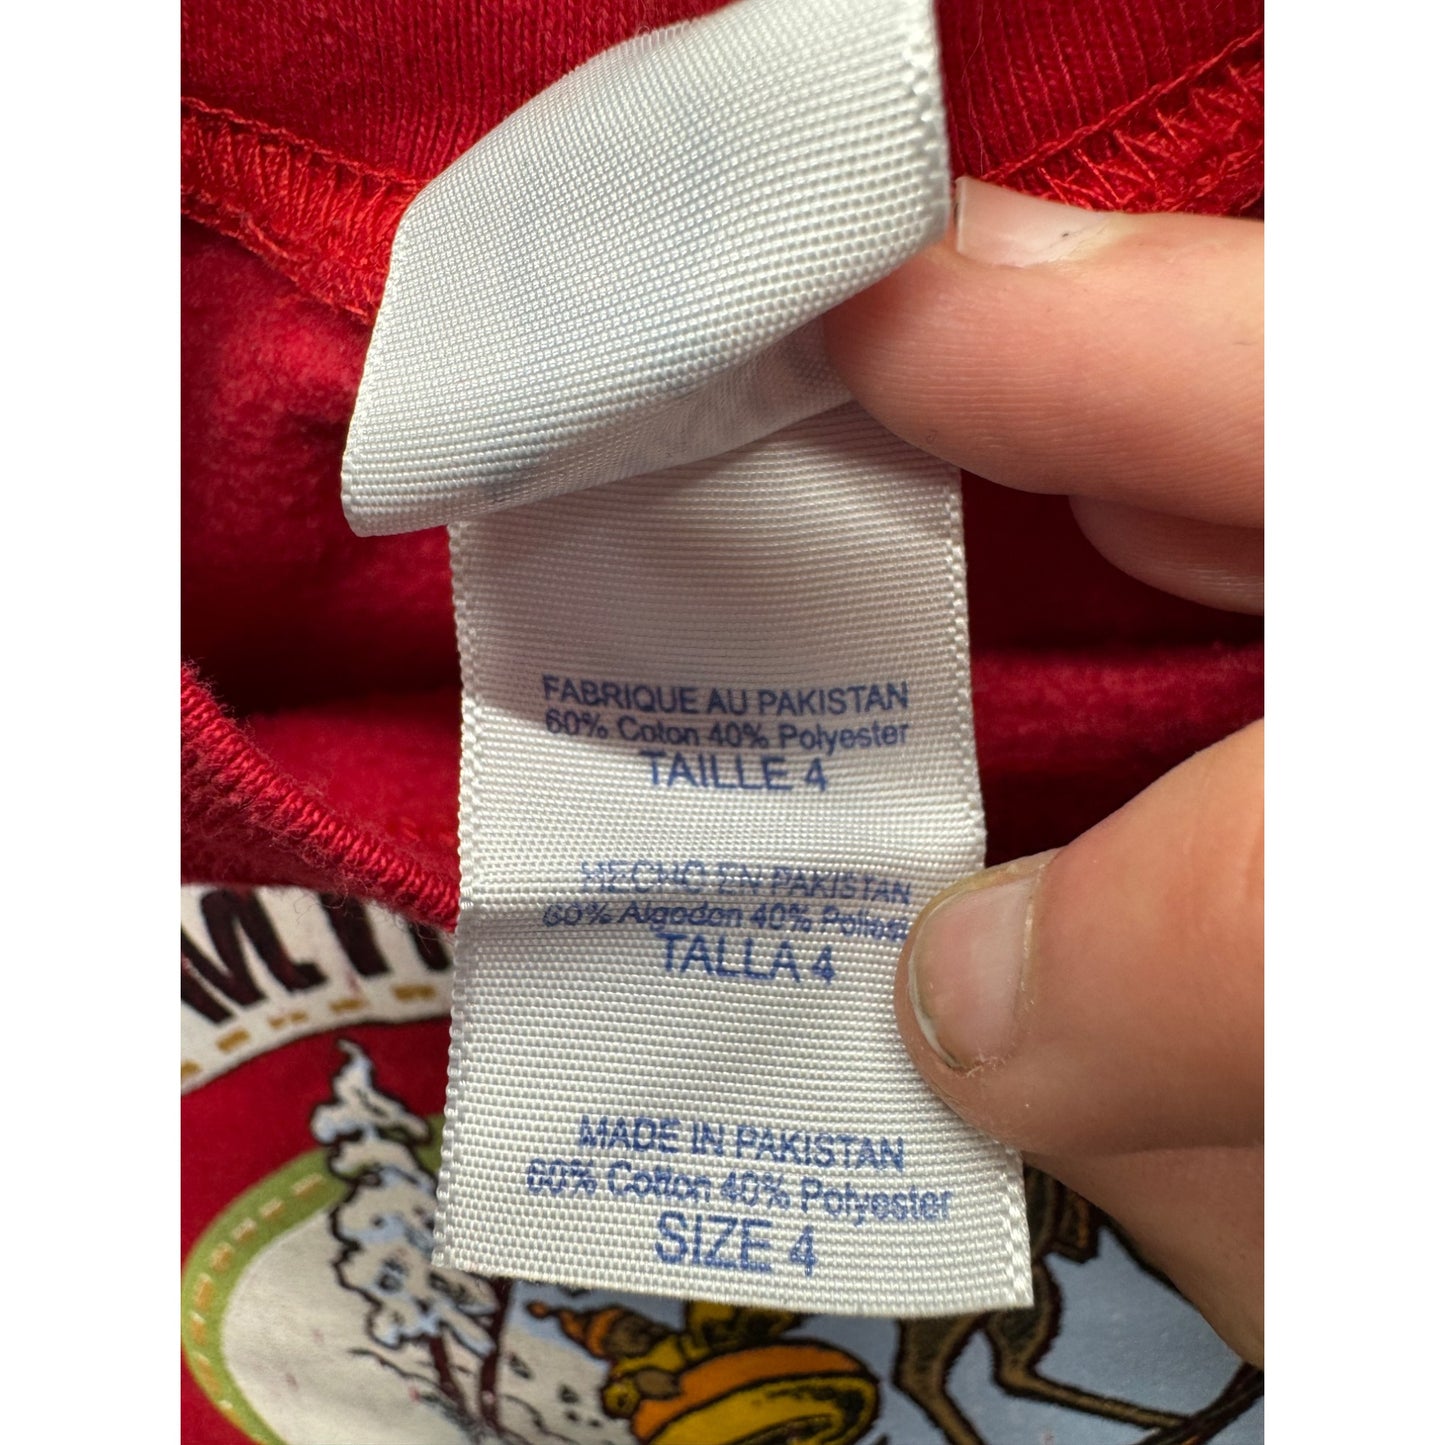 FABRIQUE AU PAKISTAN
60% Coton 40% Polyester
TAILLE 4
HECHO EN PAKISTAN
60% Algodon 40%
TALLA 4
MADE IN PAKISTAN
60% Cotton 40% Polyester
SIZE 4